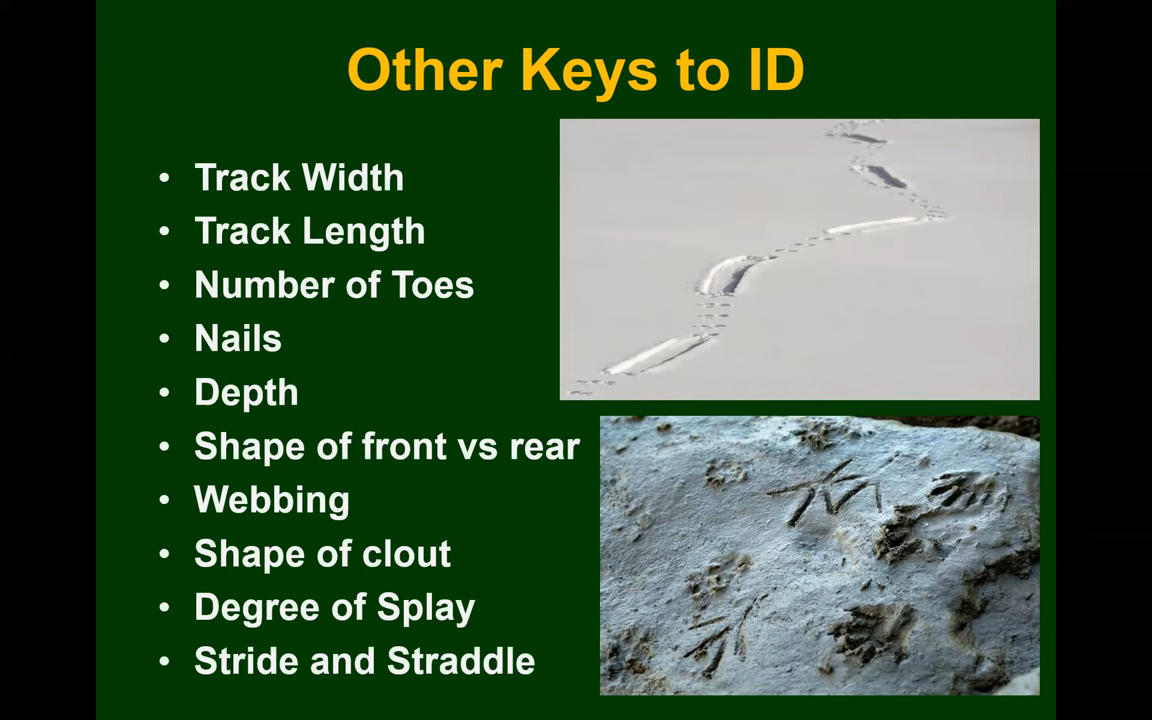 Other Keys to ID
• Track Width
• Track Length
• Number of Toes
• Nails
• Depth
• Shape of front vs rear
• Webbing
• Shape of clout
• Degree of Splay
• Stride and Straddle